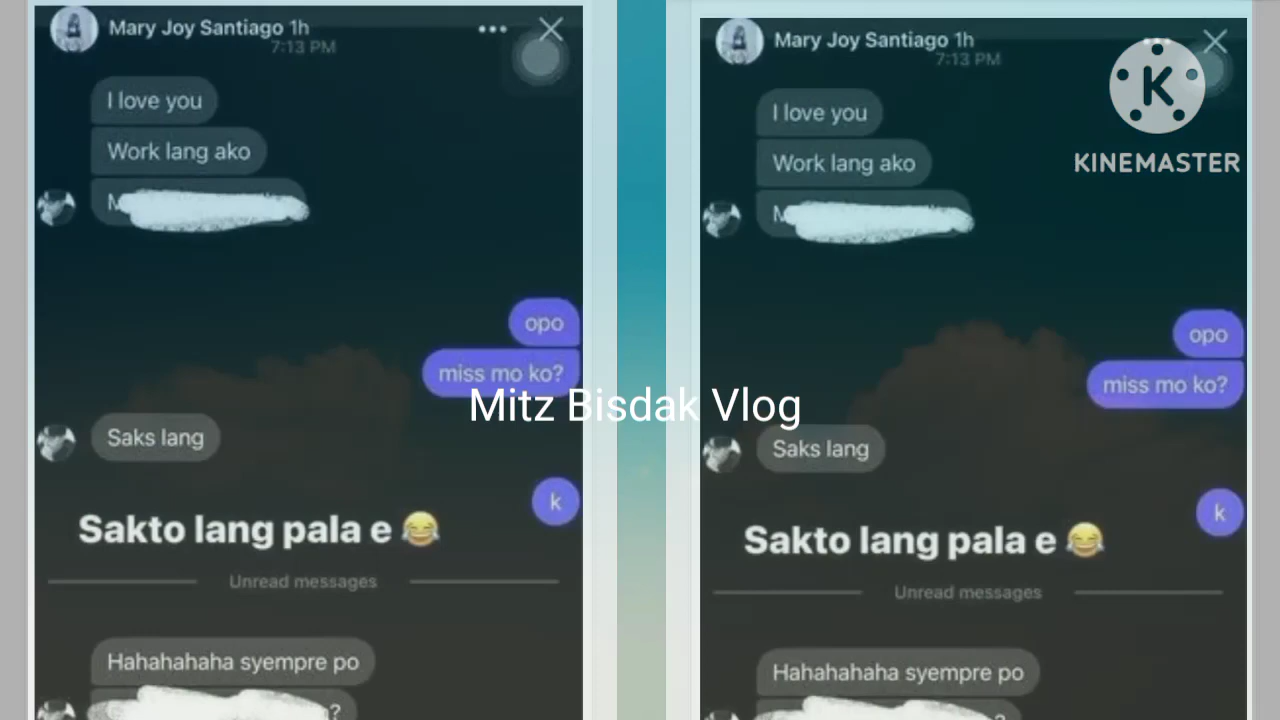 Mary Joy Santiago 1h
7:13 PM
I love you
Work lang ako
M
opo
miss mo ko?
Saks lang
k
Sakto lang pala e 😂
Unread messages
Hahahahaha syempre po
?
Mitz Bisdak Vlog
Mary Joy Santiago 1h
7:13 PM
K
KINEMASTER
I love you
Work lang ako
M
opo
miss mo ko?
Saks lang
k
Sakto lang pala e 😂
Unread messages
Hahahahaha syempre po
?